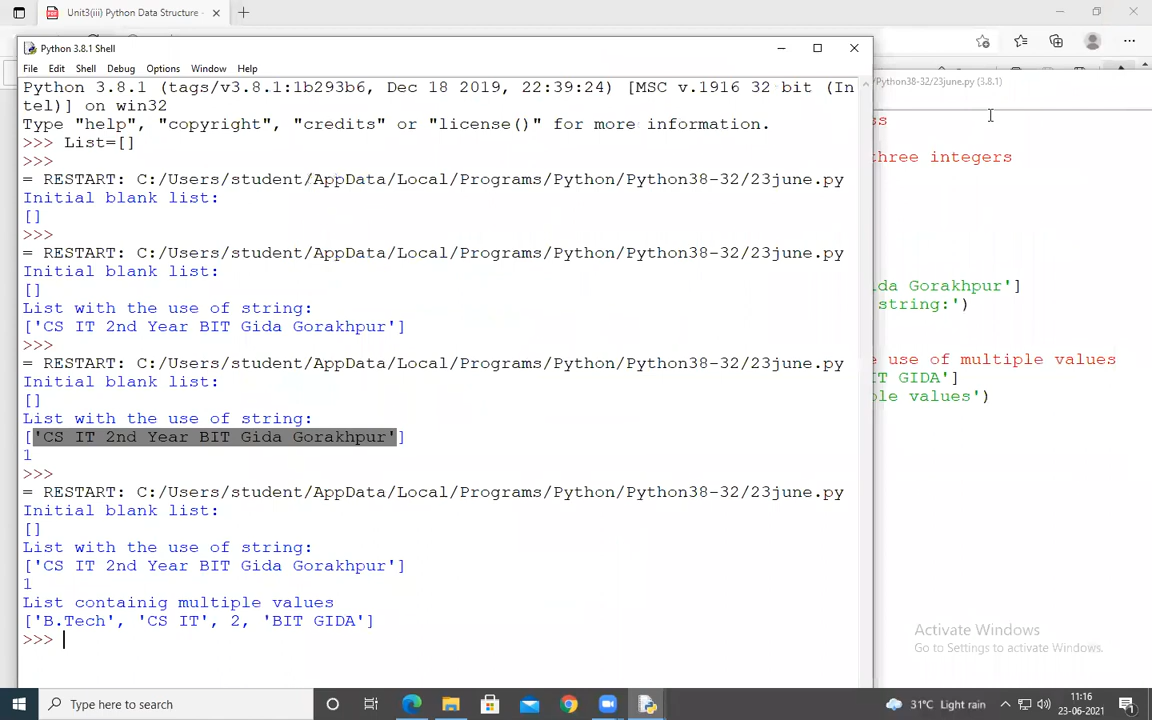 Unit3(iii) Python Data Structure -
Python 3.8.1 Shell
File Edit Shell Debug Options Window Help
Python 3.8.1 (tags/v3.8.1:1b293b6, Dec 18 2019, 22:39:24) [MSC v.1916 32 bit (In
tel)] on win32
Type "help", "copyright", "credits" or "license()" for more information.
>>> List=[]
>>>
= RESTART: C:/Users/student/AppData/Local/Programs/Python/Python38-32/23june.py
Initial blank list:
[]
>>>
= RESTART: C:/Users/student/AppData/Local/Programs/Python/Python38-32/23june.py
Initial blank list:
[]
List with the use of string:
['CS IT 2nd Year BIT Gida Gorakhpur']
>>>
= RESTART: C:/Users/student/AppData/Local/Programs/Python/Python38-32/23june.py
Initial blank list:
[]
List with the use of string:
['CS IT 2nd Year BIT Gida Gorakhpur']
1
>>>
= RESTART: C:/Users/student/AppData/Local/Programs/Python/Python38-32/23june.py
Initial blank list:
[]
List with the use of string:
['CS IT 2nd Year BIT Gida Gorakhpur']
1
List containig multiple values
['B.Tech', 'CS IT', 2, 'BIT GIDA']
>>>
/Python38-32/23june.py (3.8.1)
ss
three integers
ida Gorakhpur']
string:')
e use of multiple values
IT GIDA']
ple values')
Activate Windows
Go to Settings to activate Windows.
Type here to search
31°C Light rain
11:16
23-06-2021
1